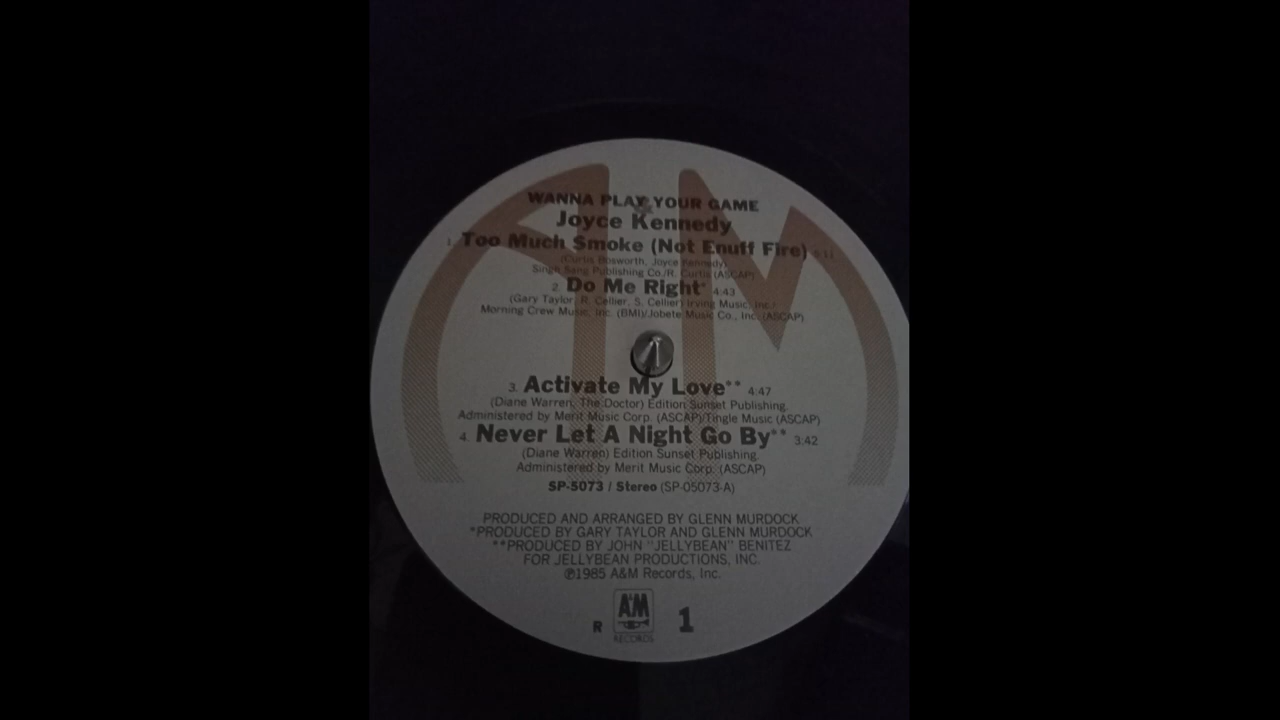 WANNA PLAY YOUR GAME
Joyce Kennedy
1. Too Much Smoke (Not Enuff Fire) 5:11
(Curtis Bosworth, Joyce Kennedy)
Singh Sang Publishing Co./R. Curtis (ASCAP)
2. Do Me Right* 4:43
(Gary Taylor, R. Cellier, S. Cellier) Irving Music, Inc./
Morning Crew Music, Inc. (BMI)/Jobete Music Co., Inc. (ASCAP)
3. Activate My Love** 4:47
(Diane Warren, The Doctor) Edition Sunset Publishing.
Administered by Merit Music Corp. (ASCAP)/Tingle Music (ASCAP)
4. Never Let A Night Go By** 3:42
(Diane Warren) Edition Sunset Publishing.
Administered by Merit Music Corp. (ASCAP)
SP-5073 / Stereo (SP-05073-A)
PRODUCED AND ARRANGED BY GLENN MURDOCK
*PRODUCED BY GARY TAYLOR AND GLENN MURDOCK
**PRODUCED BY JOHN "JELLYBEAN" BENITEZ
FOR JELLYBEAN PRODUCTIONS, INC.
℗1985 A&M Records, Inc.
R A&M RECORDS 1